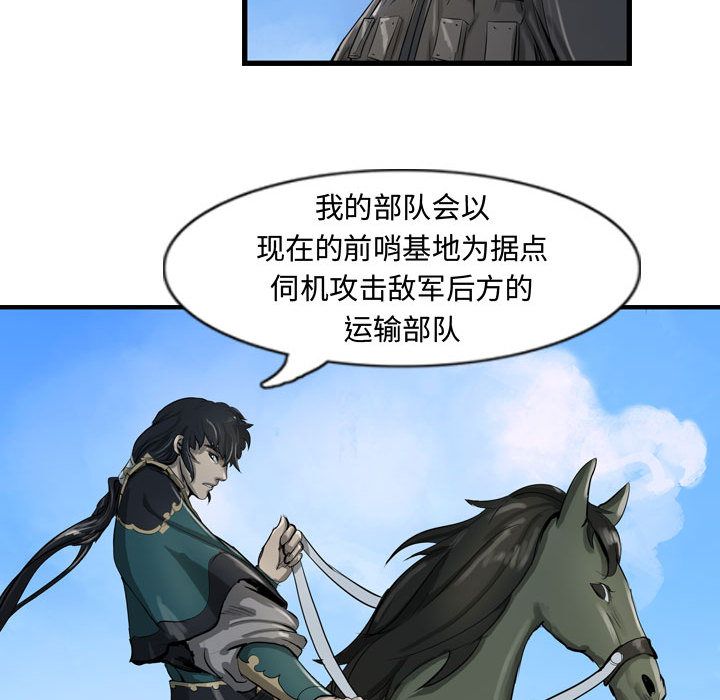 我的部队会以
现在的前哨基地为据点
伺机攻击敌军后方的
运输部队